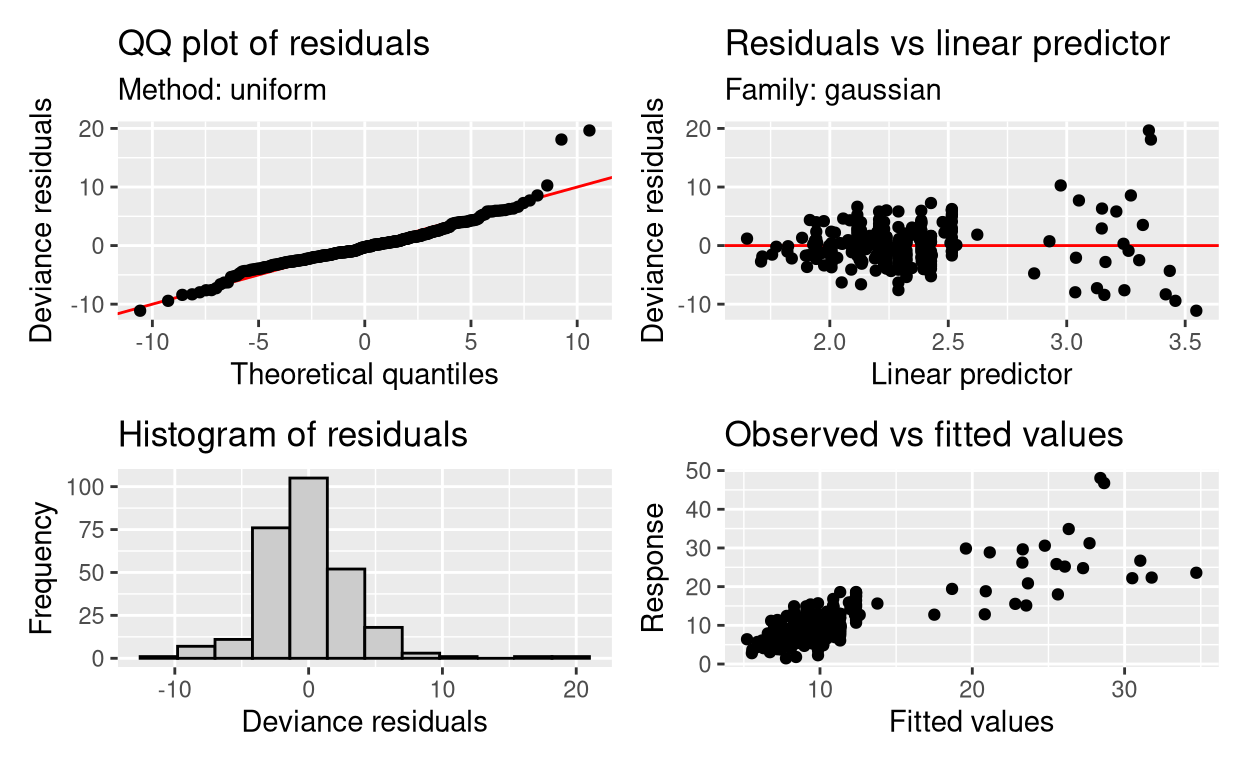 QQ plot of residuals
Method: uniform
Deviance residuals
20
10
0
-10
-10
-5
0
5
10
Theoretical quantiles
Residuals vs linear predictor
Family: gaussian
Deviance residuals
20
10
0
-10
2.0
2.5
3.0
3.5
Linear predictor
Histogram of residuals
Frequency
100
75
50
25
0
-10
0
10
20
Deviance residuals
Observed vs fitted values
Response
50
40
30
20
10
0
10
20
30
Fitted values